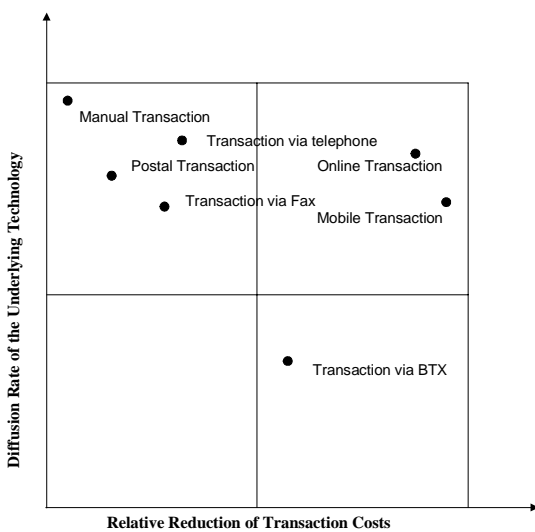 Manual Transaction
Transaction via telephone
Postal Transaction
Online Transaction
Transaction via Fax
Mobile Transaction
Transaction via BTX
Diffusion Rate of the Underlying Technology
Relative Reduction of Transaction Costs